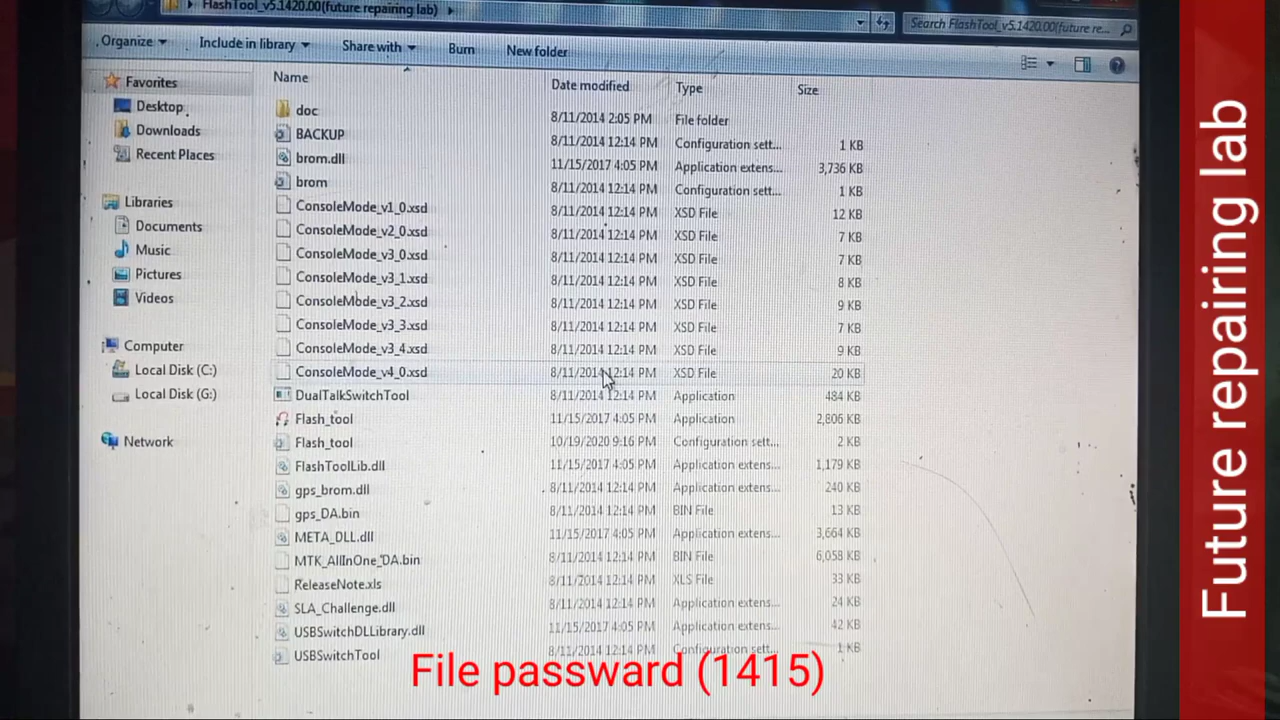 FlashTool_v5.1420.00(future repairing lab)
Search FlashTool_v5.1420.00(future re...
Organize Include in library Share with Burn New folder
Favorites
Desktop
Downloads
Recent Places
Libraries
Documents
Music
Pictures
Videos
Computer
Local Disk (C:)
Local Disk (G:)
Network
Name Date modified Type Size
doc 8/11/2014 2:05 PM File folder
BACKUP 8/11/2014 12:14 PM Configuration sett... 1 KB
brom.dll 11/15/2017 4:05 PM Application extens... 3,736 KB
brom 8/11/2014 12:14 PM Configuration sett... 1 KB
ConsoleMode_v1_0.xsd 8/11/2014 12:14 PM XSD File 12 KB
ConsoleMode_v2_0.xsd 8/11/2014 12:14 PM XSD File 7 KB
ConsoleMode_v3_0.xsd 8/11/2014 12:14 PM XSD File 7 KB
ConsoleMode_v3_1.xsd 8/11/2014 12:14 PM XSD File 8 KB
ConsoleMode_v3_2.xsd 8/11/2014 12:14 PM XSD File 9 KB
ConsoleMode_v3_3.xsd 8/11/2014 12:14 PM XSD File 7 KB
ConsoleMode_v3_4.xsd 8/11/2014 12:14 PM XSD File 9 KB
ConsoleMode_v4_0.xsd 8/11/2014 12:14 PM XSD File 20 KB
DualTalkSwitchTool 8/11/2014 12:14 PM Application 484 KB
Flash_tool 11/15/2017 4:05 PM Application 2,806 KB
Flash_tool 10/19/2020 9:16 PM Configuration sett... 2 KB
FlashToolLib.dll 11/15/2017 4:05 PM Application extens... 1,179 KB
gps_brom.dll 8/11/2014 12:14 PM Application extens... 240 KB
gps_DA.bin 8/11/2014 12:14 PM BIN File 13 KB
META_DLL.dll 11/15/2017 4:05 PM Application extens... 3,664 KB
MTK_AllInOne_DA.bin 8/11/2014 12:14 PM BIN File 6,058 KB
ReleaseNote.xls 8/11/2014 12:14 PM XLS File 33 KB
SLA_Challenge.dll 8/11/2014 12:14 PM Application extens... 24 KB
USBSwitchDLLibrary.dll 11/15/2017 4:05 PM Application extens... 42 KB
USBSwitchTool 8/11/2014 12:14 PM Configuration sett... 1 KB
File passward (1415)
Future repairing lab